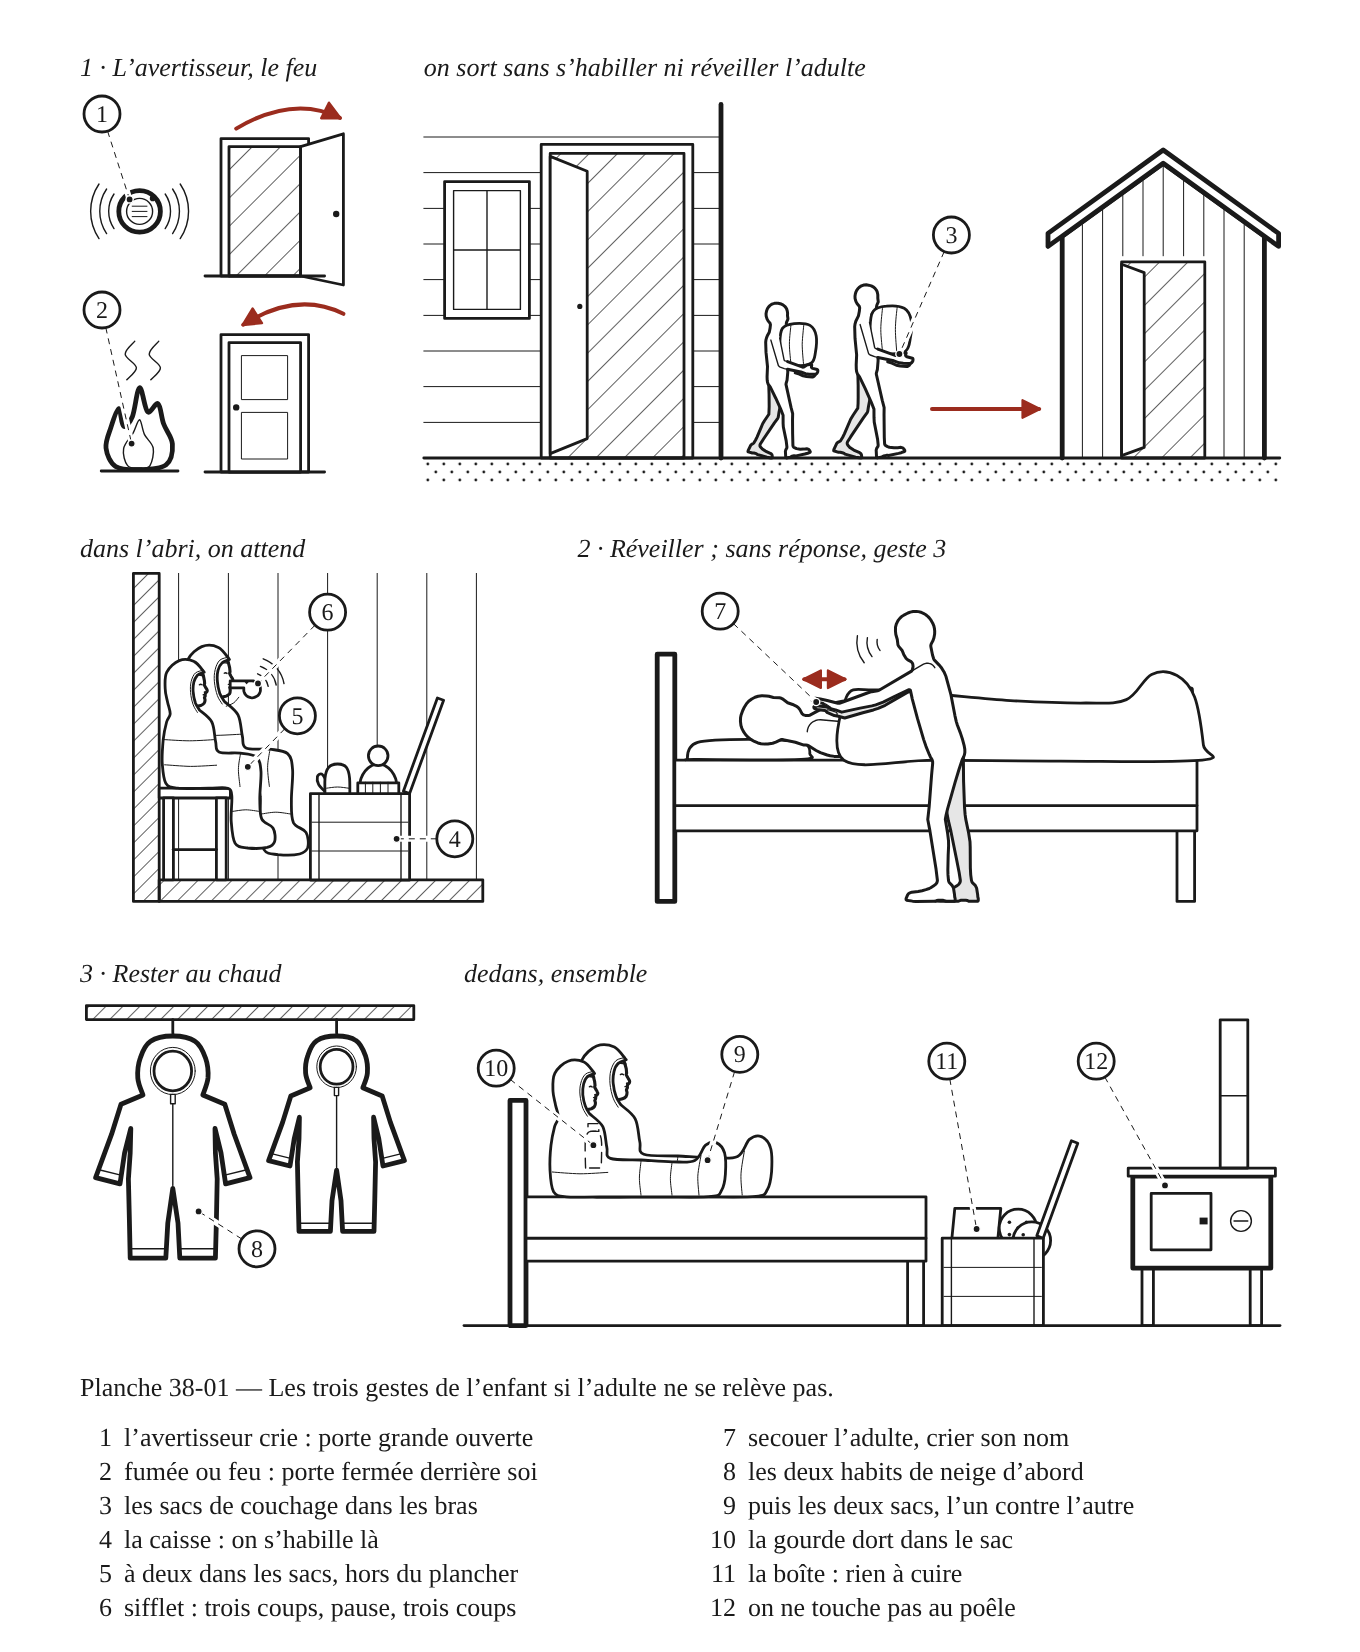 1 · L’avertisseur, le feu
on sort sans s’habiller ni réveiller l’adulte
1
2
3
dans l’abri, on attend
2 · Réveiller ; sans réponse, geste 3
6
5
4
7
3 · Rester au chaud
dedans, ensemble
8
10
9
11
12
Planche 38-01 — Les trois gestes de l’enfant si l’adulte ne se relève pas.
1 l’avertisseur crie : porte grande ouverte
2 fumée ou feu : porte fermée derrière soi
3 les sacs de couchage dans les bras
4 la caisse : on s’habille là
5 à deux dans les sacs, hors du plancher
6 sifflet : trois coups, pause, trois coups
7 secouer l’adulte, crier son nom
8 les deux habits de neige d’abord
9 puis les deux sacs, l’un contre l’autre
10 la gourde dort dans le sac
11 la boîte : rien à cuire
12 on ne touche pas au poêle